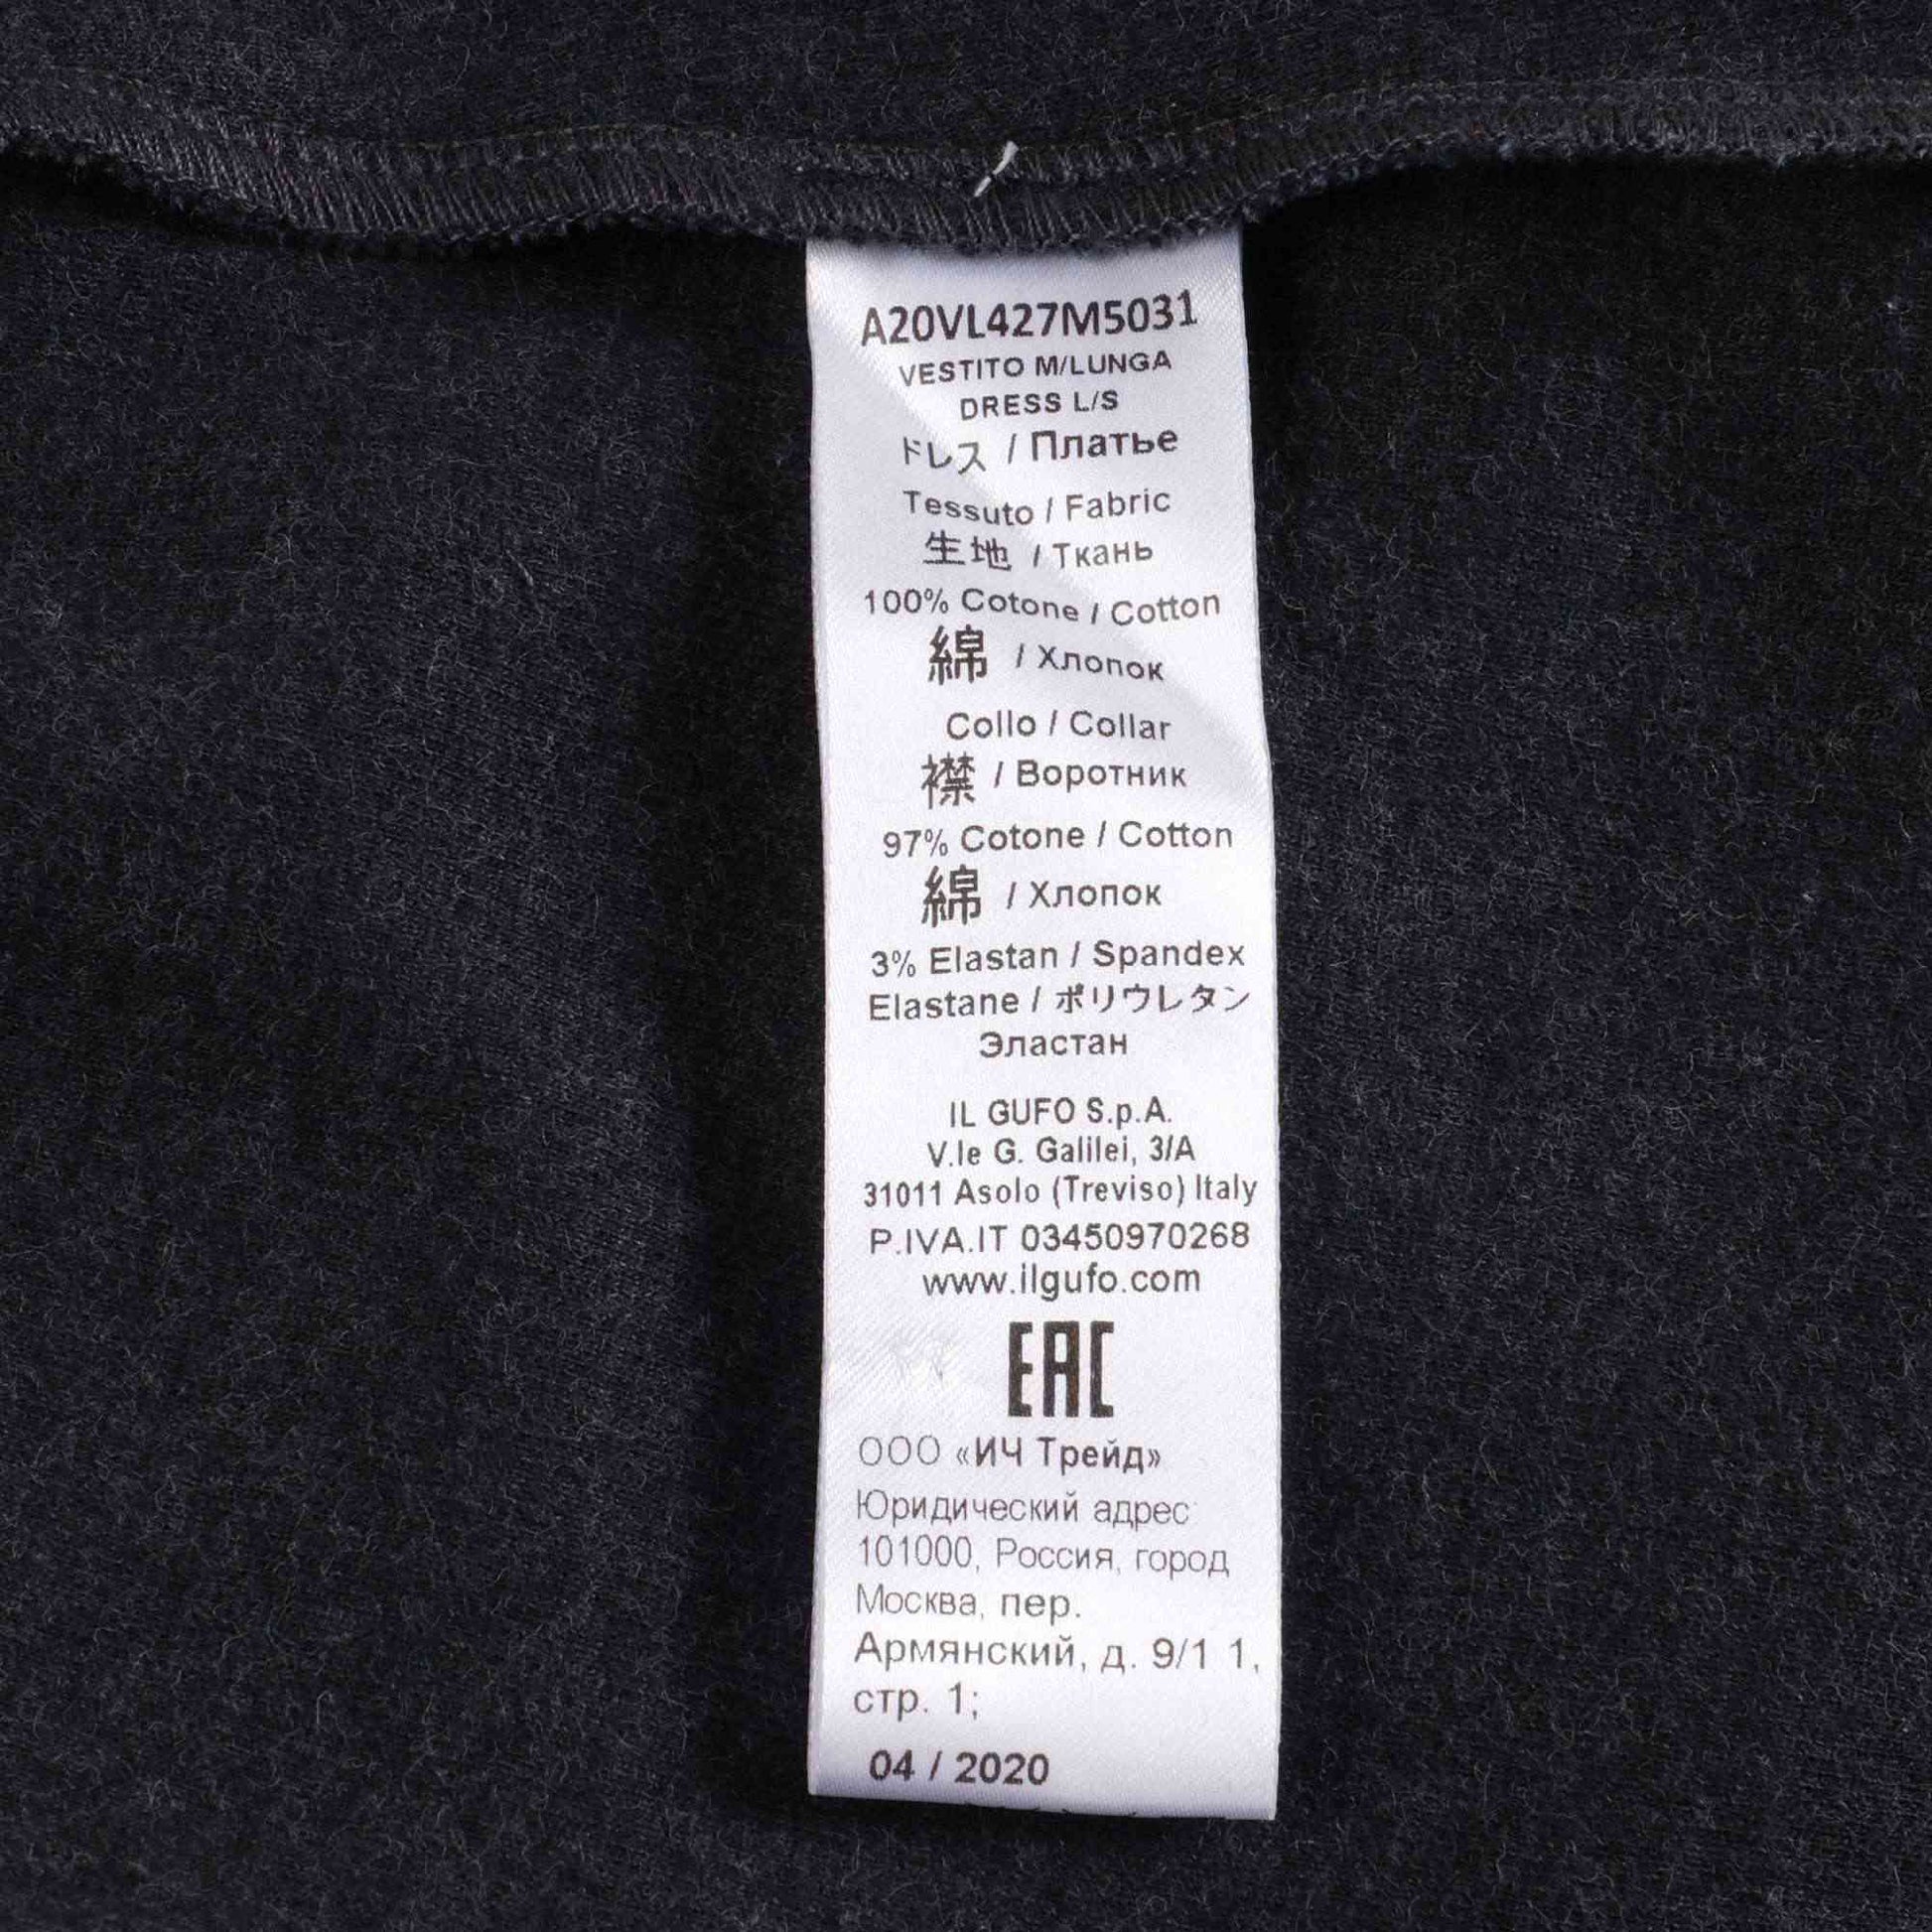 A20VL427M5031
VESTITO M/LUNGA
DRESS L/S
ドレス / Платье
Tessuto / Fabric
生地 / Ткань
100% Cotone / Cotton
綿 / Хлопок
Collo / Collar
襟 / Воротник
97% Cotone / Cotton
綿 / Хлопок
3% Elastan / Spandex
Elastane / ポリウレタン
Эластан
IL GUFO S.p.A.
V.le G. Galilei, 3/A
31011 Asolo (Treviso) Italy
P.IVA.IT 03450970268
www.ilgufo.com
EAC
ООО «ИЧ Трейд»
Юридический адрес:
101000, Россия, город
Москва, пер.
Армянский, д. 9/1 1,
стр. 1;
04 / 2020